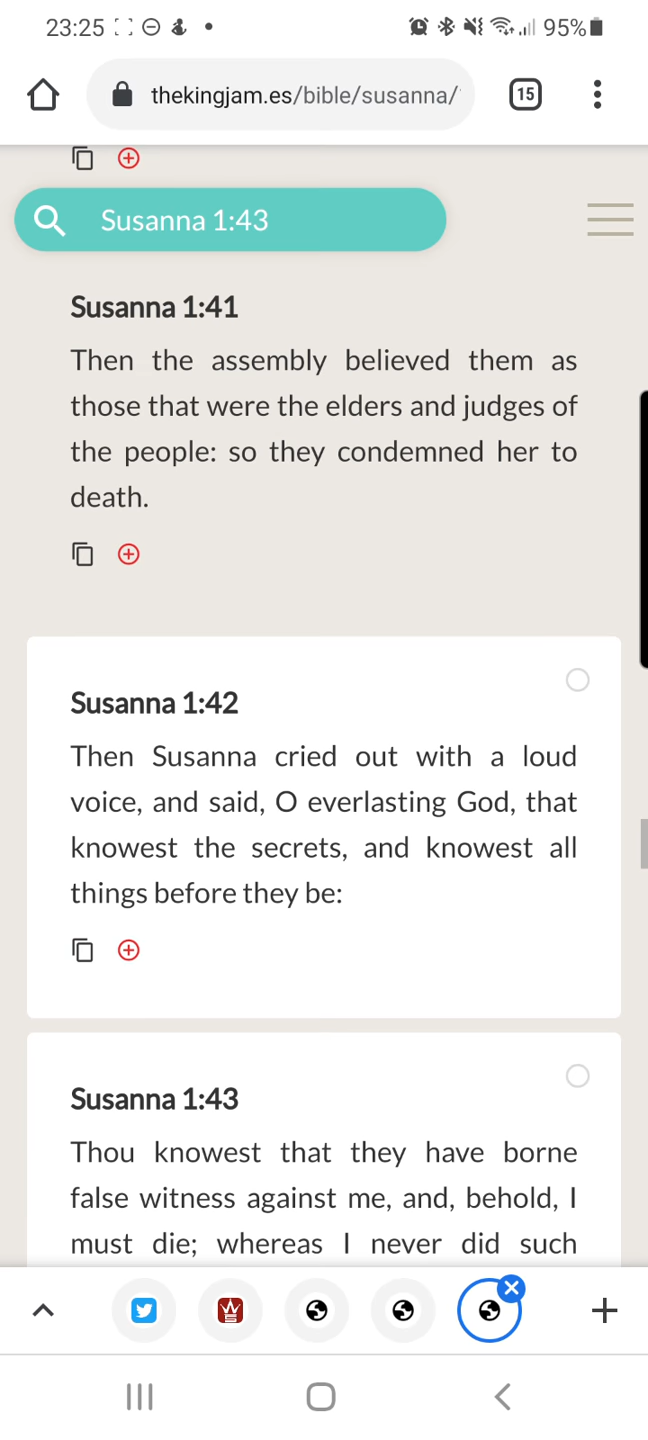 23:25
95%
thekingjam.es/bible/susanna/
15
Susanna 1:43
Susanna 1:41
Then the assembly believed them as
those that were the elders and judges of
the people: so they condemned her to
death.
Susanna 1:42
Then Susanna cried out with a loud
voice, and said, O everlasting God, that
knowest the secrets, and knowest all
things before they be:
Susanna 1:43
Thou knowest that they have borne
false witness against me, and, behold, I
must die; whereas I never did such